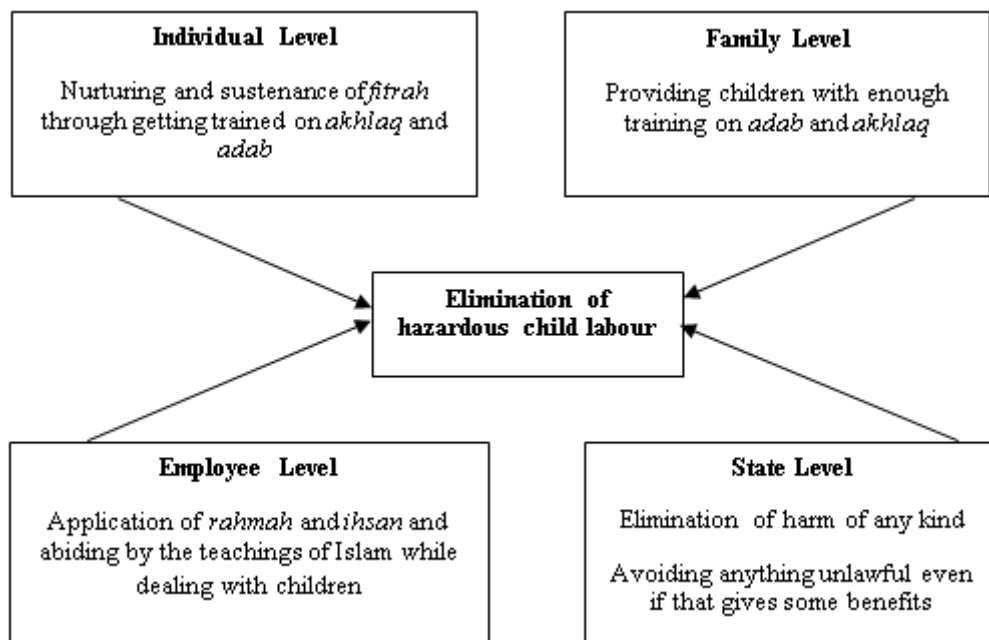 Individual Level
Nurturing and sustenance of fitrah
through getting trained on akhlaq and
adab
Family Level
Providing children with enough
training on adab and akhlaq
Elimination of
hazardous child labour
Employee Level
Application of rahmah and ihsan and
abiding by the teachings of Islam while
dealing with children
State Level
Elimination of harm of any kind
Avoiding anything unlawful even
if that gives some benefits